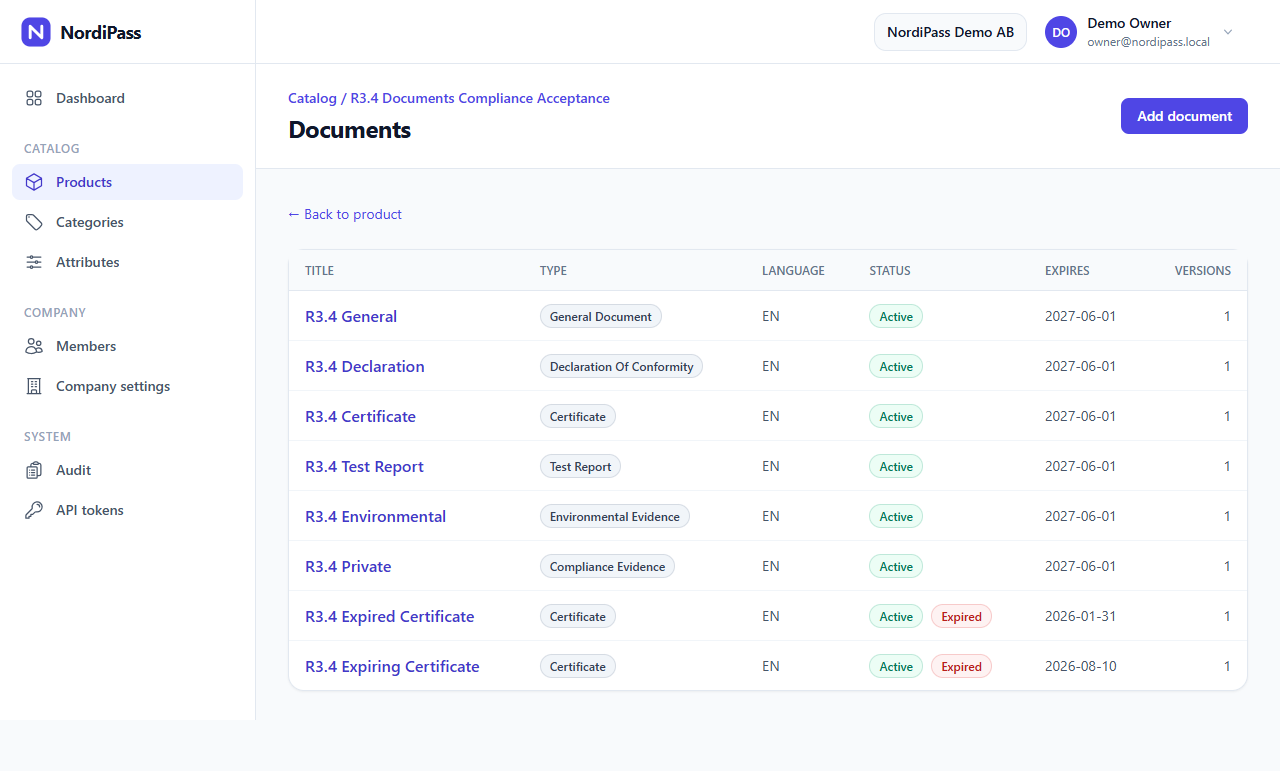 NordiPass
NordiPass Demo AB
DO
Demo Owner
owner@nordipass.local
Dashboard
CATALOG
Products
Categories
Attributes
COMPANY
Members
Company settings
SYSTEM
Audit
API tokens
Catalog / R3.4 Documents Compliance Acceptance
Documents
Add document
← Back to product
TITLE TYPE LANGUAGE STATUS EXPIRES VERSIONS
R3.4 General General Document EN Active 2027-06-01 1
R3.4 Declaration Declaration Of Conformity EN Active 2027-06-01 1
R3.4 Certificate Certificate EN Active 2027-06-01 1
R3.4 Test Report Test Report EN Active 2027-06-01 1
R3.4 Environmental Environmental Evidence EN Active 2027-06-01 1
R3.4 Private Compliance Evidence EN Active 2027-06-01 1
R3.4 Expired Certificate Certificate EN Active Expired 2026-01-31 1
R3.4 Expiring Certificate Certificate EN Active Expired 2026-08-10 1